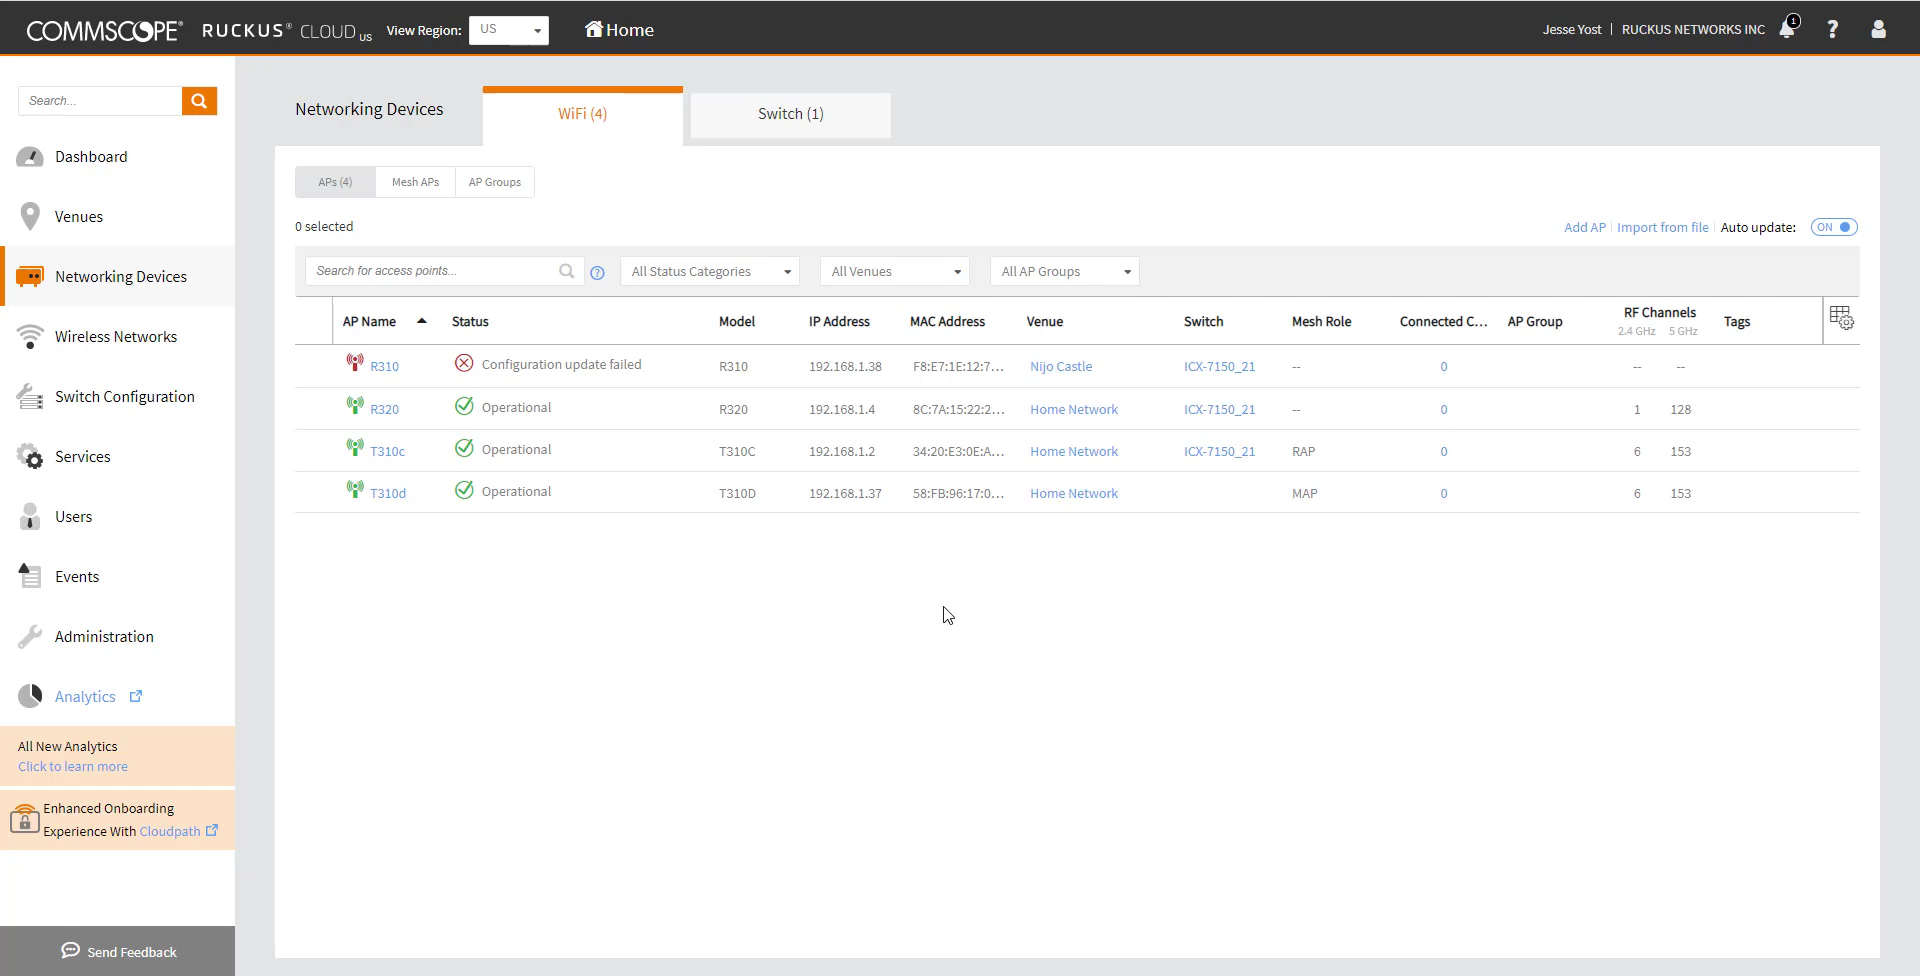 COMMSCOPE® RUCKUS® CLOUD US View Region: US Home Jesse Yost | RUCKUS NETWORKS INC 1 ?
Search...
Dashboard
Venues
Networking Devices
Wireless Networks
Switch Configuration
Services
Users
Events
Administration
Analytics
All New Analytics
Click to learn more
Enhanced Onboarding
Experience With Cloudpath
Send Feedback
Networking Devices WiFi (4) Switch (1)
APs (4) Mesh APs AP Groups
0 selected Add AP | Import from file | Auto update: ON
Search for access points... ? All Status Categories All Venues All AP Groups
AP Name Status Model IP Address MAC Address Venue Switch Mesh Role Connected C... AP Group RF Channels Tags
2.4 GHz 5 GHz
R310 Configuration update failed R310 192.168.1.38 F8:E7:1E:12:7... Nijo Castle ICX-7150_21 -- 0 -- --
R320 Operational R320 192.168.1.4 8C:7A:15:22:2... Home Network ICX-7150_21 -- 0 1 128
T310c Operational T310C 192.168.1.2 34:20:E3:0E:A... Home Network ICX-7150_21 RAP 0 6 153
T310d Operational T310D 192.168.1.37 58:FB:96:17:0... Home Network MAP 0 6 153